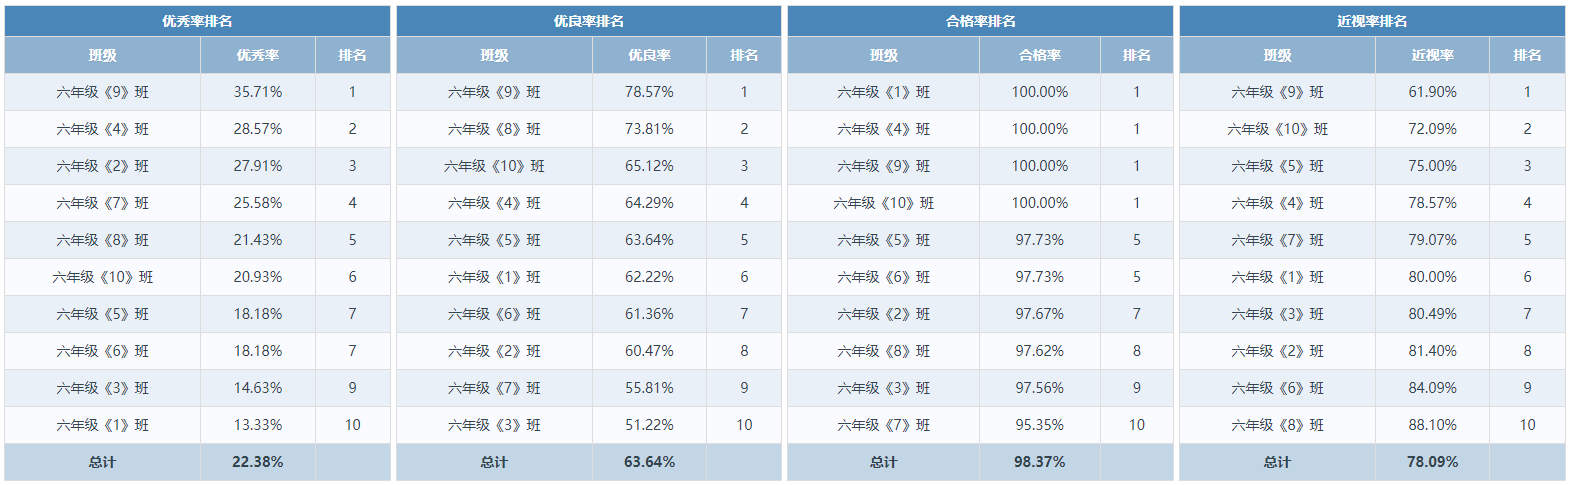 优秀率排名 优良率排名 合格率排名 近视率排名
班级 优秀率 排名 班级 优良率 排名 班级 合格率 排名 班级 近视率 排名
六年级《9》班 35.71% 1 六年级《9》班 78.57% 1 六年级《1》班 100.00% 1 六年级《9》班 61.90% 1
六年级《4》班 28.57% 2 六年级《8》班 73.81% 2 六年级《4》班 100.00% 1 六年级《10》班 72.09% 2
六年级《2》班 27.91% 3 六年级《10》班 65.12% 3 六年级《9》班 100.00% 1 六年级《5》班 75.00% 3
六年级《7》班 25.58% 4 六年级《4》班 64.29% 4 六年级《10》班 100.00% 1 六年级《4》班 78.57% 4
六年级《8》班 21.43% 5 六年级《5》班 63.64% 5 六年级《5》班 97.73% 5 六年级《7》班 79.07% 5
六年级《10》班 20.93% 6 六年级《1》班 62.22% 6 六年级《6》班 97.73% 5 六年级《1》班 80.00% 6
六年级《5》班 18.18% 7 六年级《6》班 61.36% 7 六年级《2》班 97.67% 7 六年级《3》班 80.49% 7
六年级《6》班 18.18% 7 六年级《2》班 60.47% 8 六年级《8》班 97.62% 8 六年级《2》班 81.40% 8
六年级《3》班 14.63% 9 六年级《7》班 55.81% 9 六年级《3》班 97.56% 9 六年级《6》班 84.09% 9
六年级《1》班 13.33% 10 六年级《3》班 51.22% 10 六年级《7》班 95.35% 10 六年级《8》班 88.10% 10
总计 22.38% 总计 63.64% 总计 98.37% 总计 78.09%